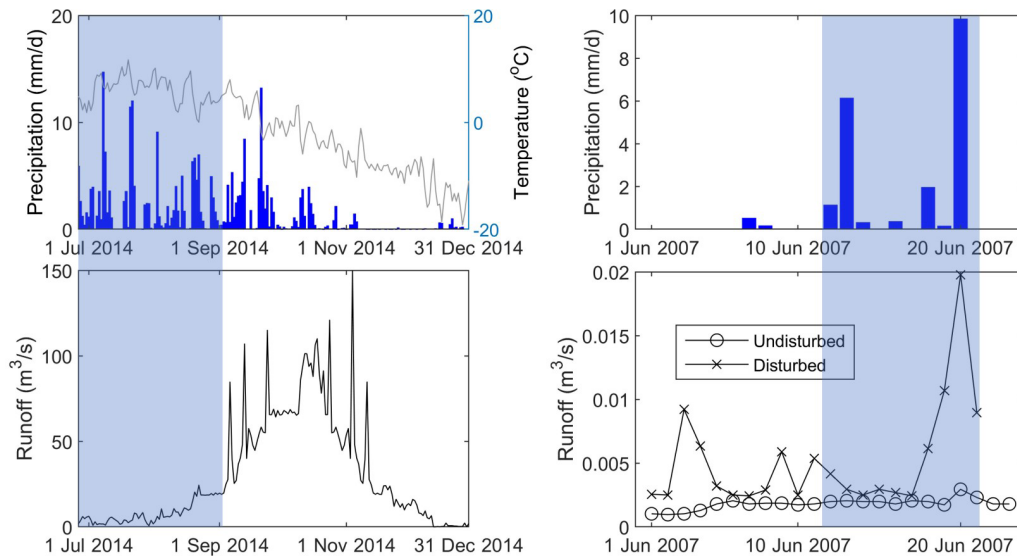 20
10
0
Precipitation (mm/d)
20
0
-20
Temperature (°C)
1 Jul 2014
1 Sep 2014
1 Nov 2014
31 Dec 2014
10
8
6
4
2
0
Precipitation (mm/d)
1 Jun 2007
10 Jun 2007
20 Jun 2007
150
100
50
0
Runoff (m³/s)
1 Jul 2014
1 Sep 2014
1 Nov 2014
31 Dec 2014
0.02
0.015
0.01
0.005
0
Runoff (m³/s)
Undisturbed
Disturbed
1 Jun 2007
10 Jun 2007
20 Jun 2007